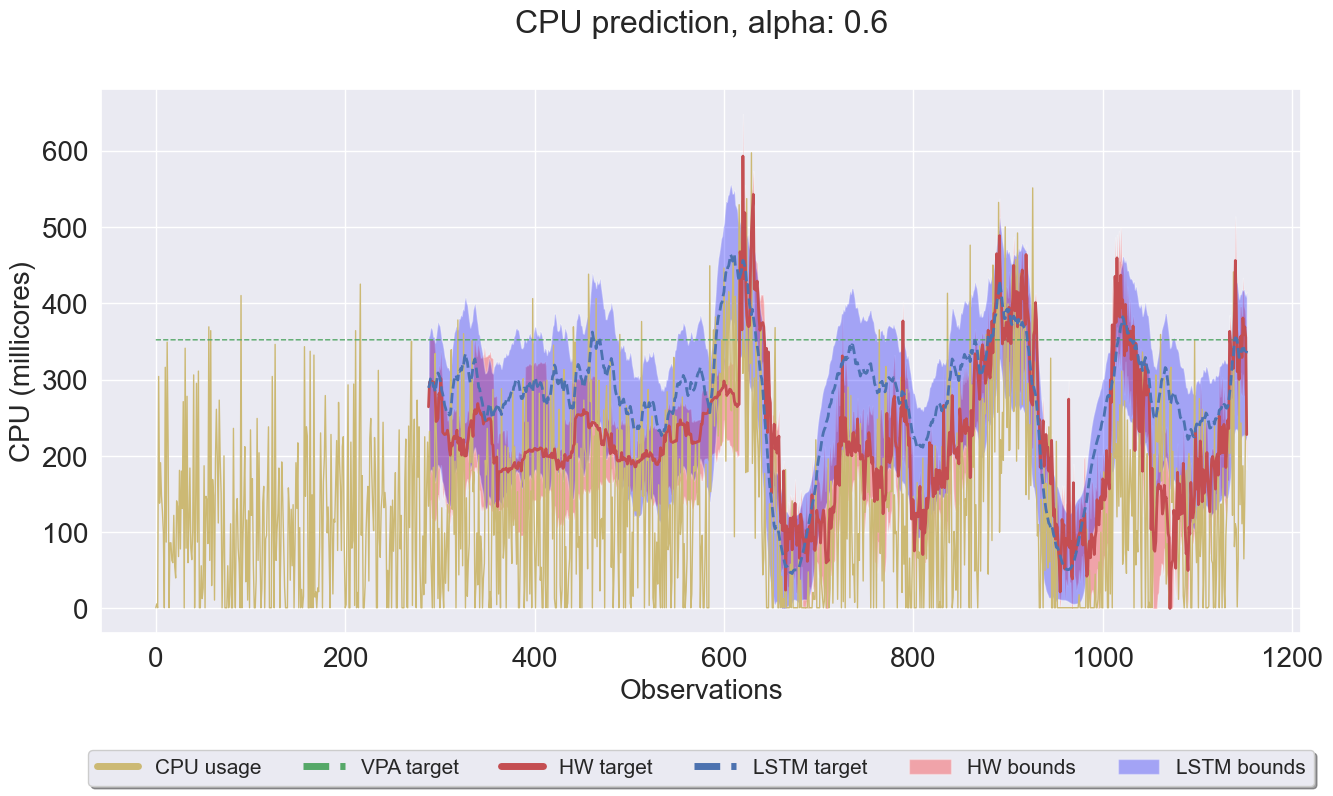 CPU prediction, alpha: 0.6
600
500
400
300
200
100
0
CPU (millicores)
0 200 400 600 800 1000 1200
Observations
CPU usage VPA target HW target LSTM target HW bounds LSTM bounds